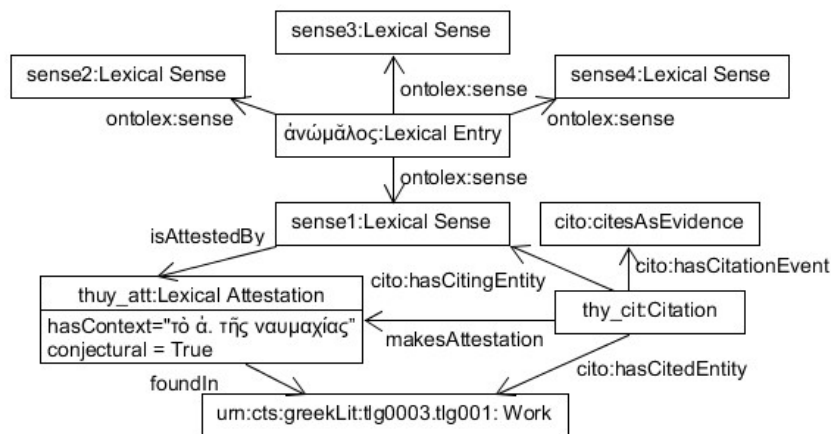 sense3:Lexical Sense
sense2:Lexical Sense
sense4:Lexical Sense
ontolex:sense
ontolex:sense
ontolex:sense
ἀνώμᾰλος:Lexical Entry
ontolex:sense
sense1:Lexical Sense
cito:citesAsEvidence
isAttestedBy
cito:hasCitingEntity
cito:hasCitationEvent
thuy_att:Lexical Attestation
thy_cit:Citation
hasContext="τὸ ἀ. τῆς ναυμαχίας"
conjectural = True
makesAttestation
foundIn
cito:hasCitedEntity
urn:cts:greekLit:tlg0003.tlg001: Work